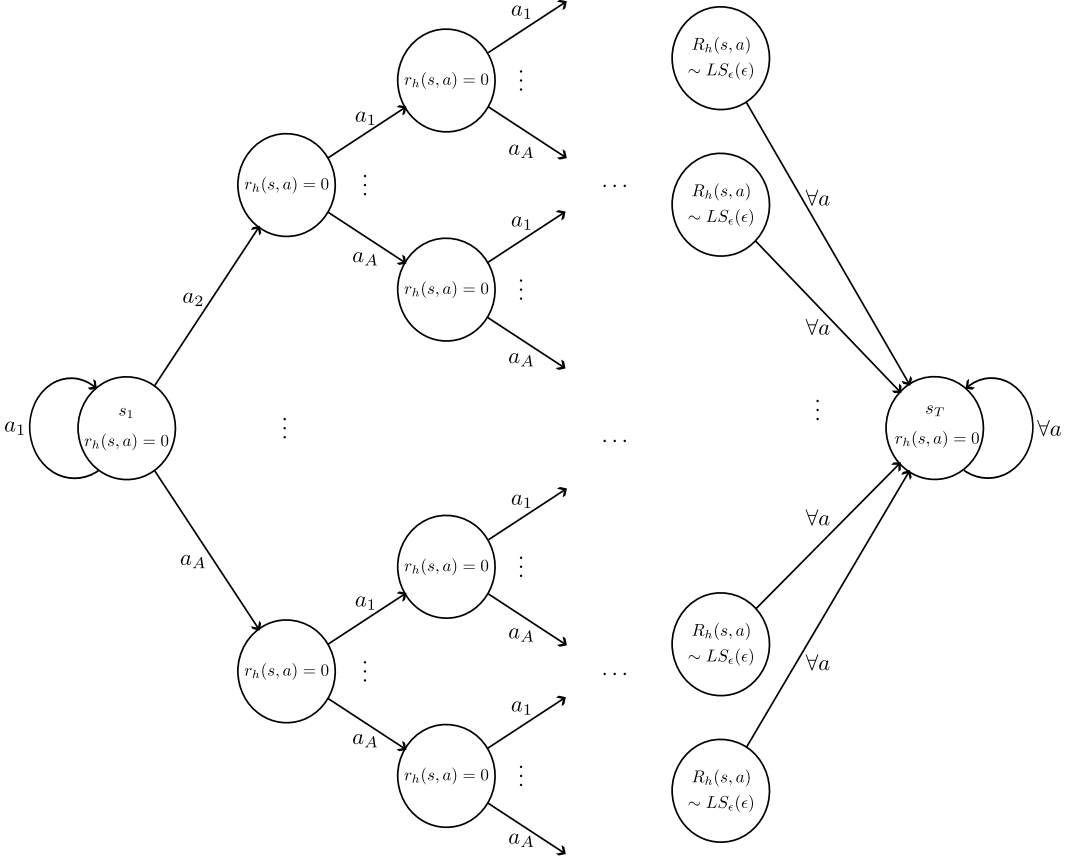 a_1
R_h(s, a)
∼ LS_ϵ(ϵ)
r_h(s, a) = 0
⋮
a_1
a_A
R_h(s, a)
∼ LS_ϵ(ϵ)
r_h(s, a) = 0
⋮
…
∀a
a_1
a_A
r_h(s, a) = 0
⋮
a_2
∀a
a_A
s_1
r_h(s, a) = 0
a_1
⋮
…
⋮
s_T
r_h(s, a) = 0
∀a
a_1
∀a
a_A
r_h(s, a) = 0
⋮
a_1
a_A
R_h(s, a)
∼ LS_ϵ(ϵ)
r_h(s, a) = 0
⋮
…
∀a
a_1
a_A
r_h(s, a) = 0
⋮
R_h(s, a)
∼ LS_ϵ(ϵ)
a_A